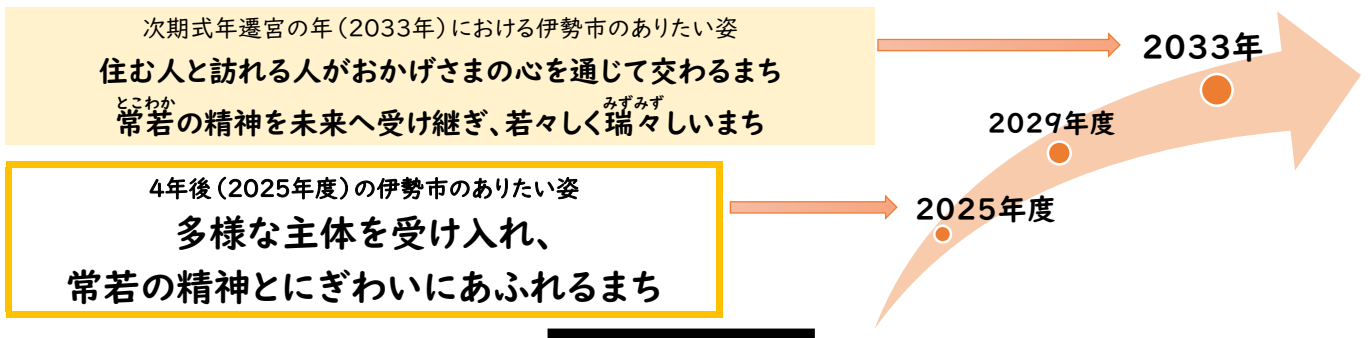 次期式年遷宮の年（2033年）における伊勢市のありたい姿
住む人と訪れる人がおかげさまの心を通じて交わるまち
とこわか みずみず
常若の精神を未来へ受け継ぎ、若々しく瑞々しいまち
4年後（2025年度）の伊勢市のありたい姿
多様な主体を受け入れ、
常若の精神とにぎわいにあふれるまち
2033年
2029年度
2025年度